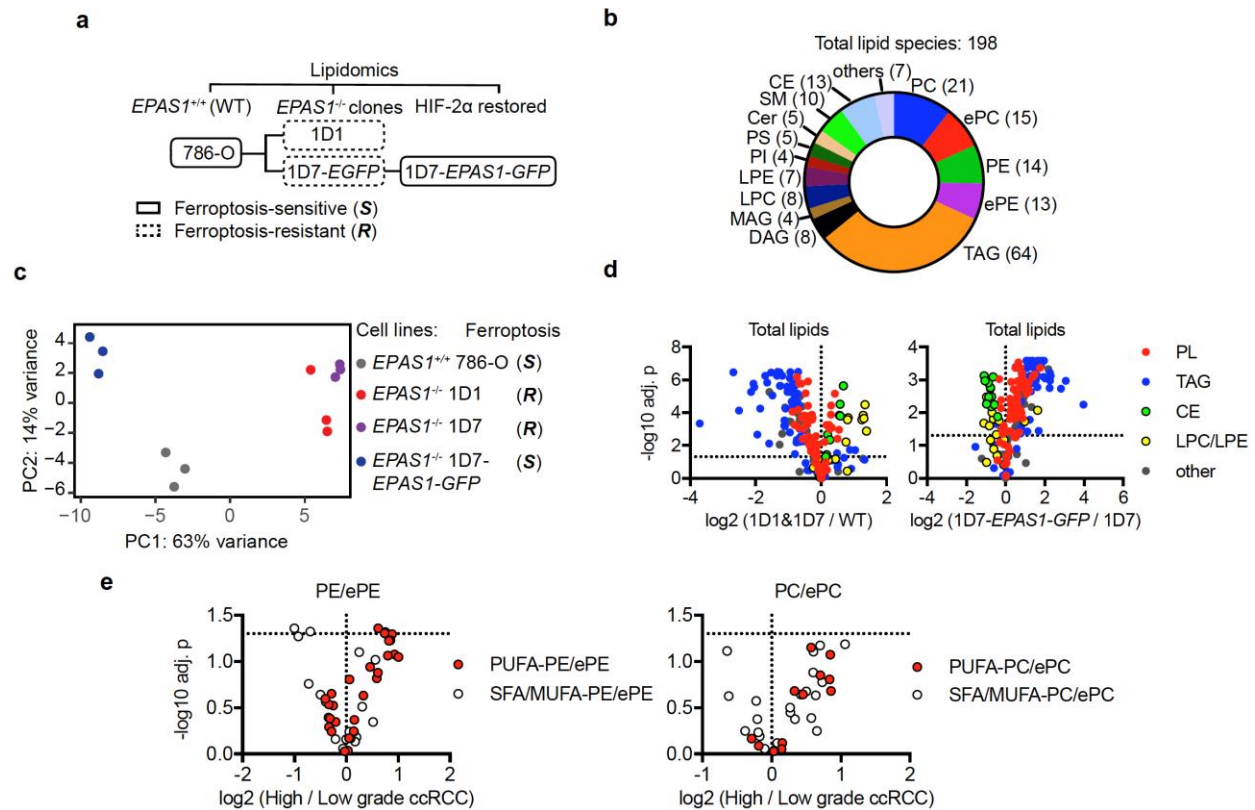 a
Lipidomics
EPAS1+/+ (WT) EPAS1-/- clones HIF-2α restored
1D1
786-O
1D7-EGFP 1D7-EPAS1-GFP
Ferroptosis-sensitive (S)
Ferroptosis-resistant (R)
b
Total lipid species: 198
others (7)
CE (13)
SM (10)
Cer (5)
PS (5)
PI (4)
LPE (7)
LPC (8)
MAG (4)
DAG (8)
PC (21)
ePC (15)
PE (14)
ePE (13)
TAG (64)
c
4
2
0
−2
−4
−6
PC2: 14% variance
−10 −5 0 5
PC1: 63% variance
Cell lines: Ferroptosis
EPAS1+/+ 786-O (S)
EPAS1-/- 1D1 (R)
EPAS1-/- 1D7 (R)
EPAS1-/- 1D7- (S)
EPAS1-GFP
d
Total lipids
8
6
4
2
0
-log10 adj. p
-4 -2 0 2
log2 (1D1&1D7 / WT)
Total lipids
4
3
2
1
0
-4 -2 0 2 4 6
log2 (1D7-EPAS1-GFP / 1D7)
PL
TAG
CE
LPC/LPE
other
e
PE/ePE
1.5
1.0
0.5
0.0
-log10 adj. p
-2 -1 0 1 2
log2 (High / Low grade ccRCC)
PUFA-PE/ePE
SFA/MUFA-PE/ePE
PC/ePC
1.5
1.0
0.5
0.0
-1 0 1 2
log2 (High / Low grade ccRCC)
PUFA-PC/ePC
SFA/MUFA-PC/ePC